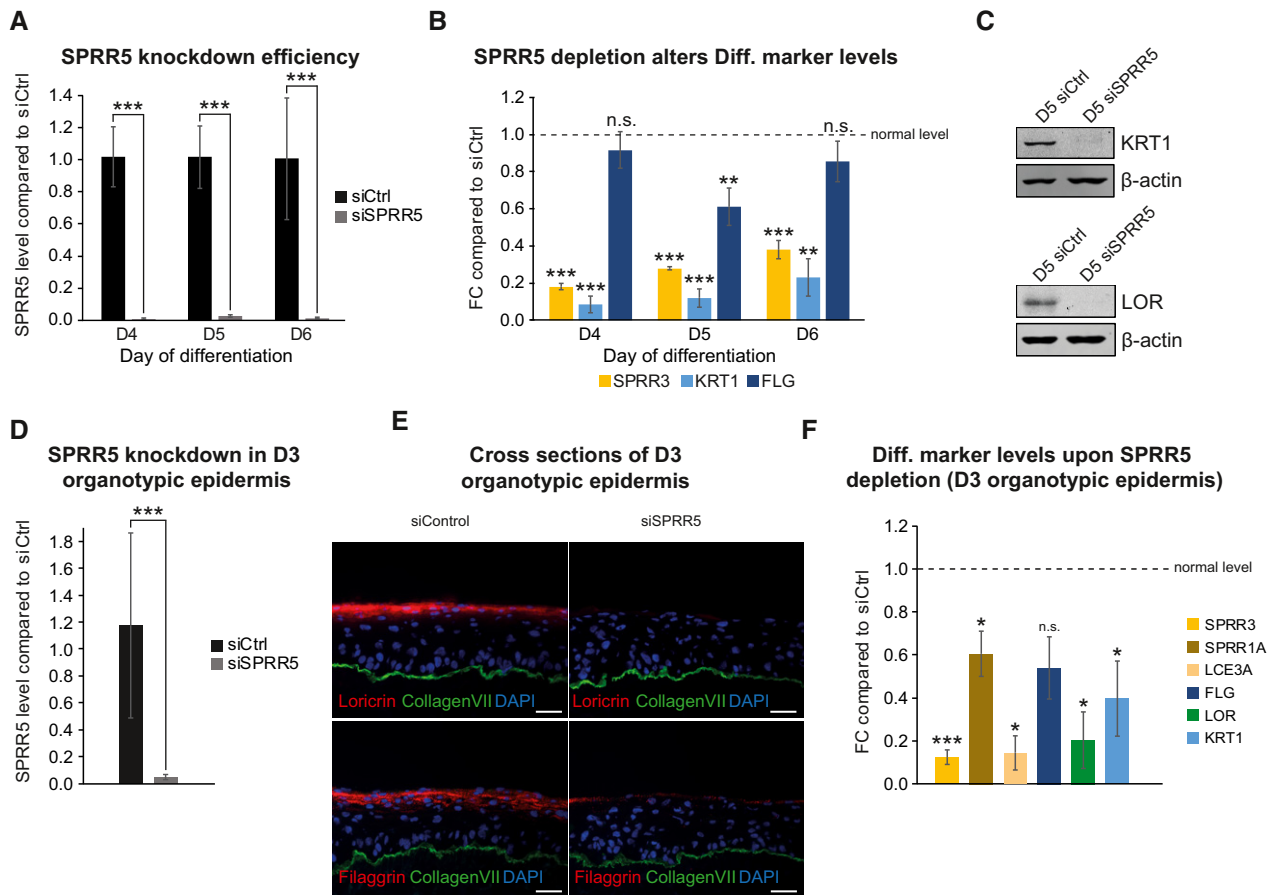 A
SPRR5 knockdown efficiency
SPRR5 level compared to siCtrl
1.4
1.2
1.0
0.8
0.6
0.4
0.2
0.0
***
***
***
D4
D5
D6
Day of differentiation
siCtrl
siSPRR5
B
SPRR5 depletion alters Diff. marker levels
FC compared to siCtrl
1.2
1.0
0.8
0.6
0.4
0.2
0.0
normal level
***
***
n.s.
***
***
**
***
**
n.s.
D4
D5
D6
Day of differentiation
SPRR3
KRT1
FLG
C
D5 siCtrl
D5 siSPRR5
KRT1
β-actin
D5 siCtrl
D5 siSPRR5
LOR
β-actin
D
SPRR5 knockdown in D3
organotypic epidermis
SPRR5 level compared to siCtrl
1.8
1.6
1.4
1.2
1.0
0.8
0.6
0.4
0.2
0.0
***
siCtrl
siSPRR5
E
Cross sections of D3
organotypic epidermis
siControl
siSPRR5
Loricrin CollagenVII DAPI
Loricrin CollagenVII DAPI
Filaggrin CollagenVII DAPI
Filaggrin CollagenVII DAPI
F
Diff. marker levels upon SPRR5
depletion (D3 organotypic epidermis)
FC compared to siCtrl
1.2
1.0
0.8
0.6
0.4
0.2
0.0
normal level
***
*
*
n.s.
*
*
SPRR3
SPRR1A
LCE3A
FLG
LOR
KRT1